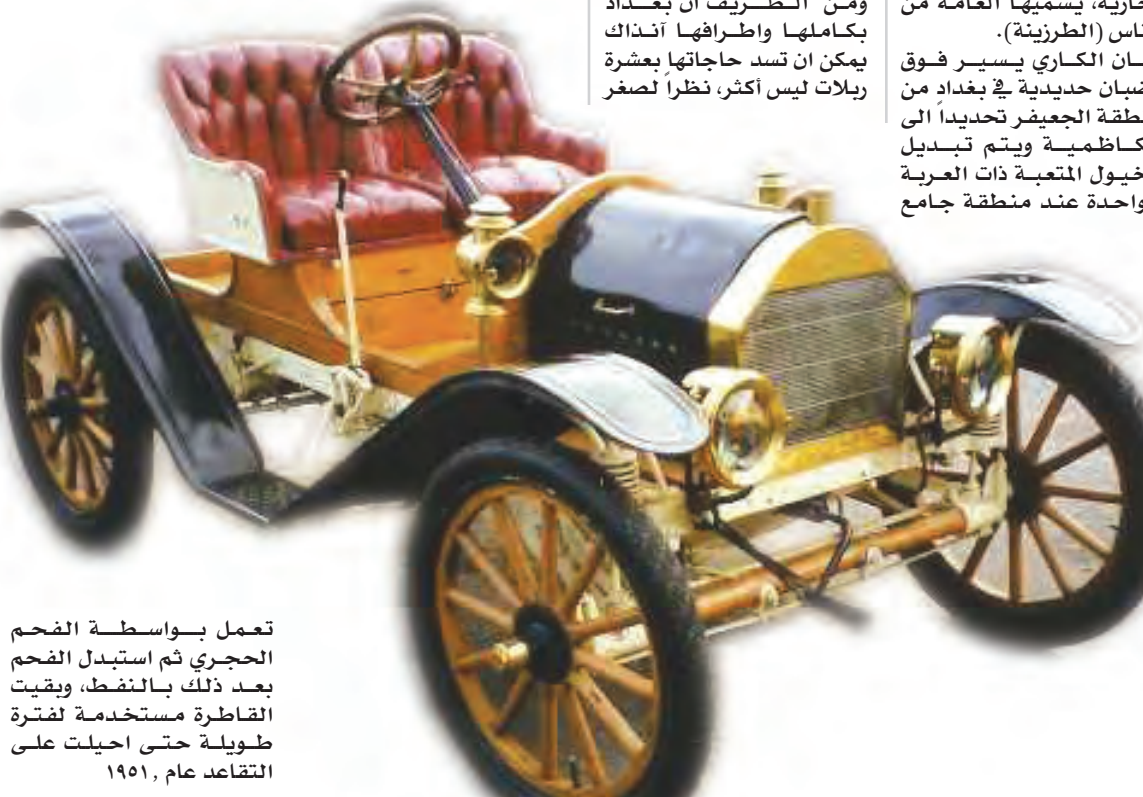 بخارية، يسميها العامة من
ناس (الطرزينة).
ـان الكاري يسير فوق
ضبان حديدية في بغداد من
نطقة الجعيفر تحديداً الى
كاظمية ويتم تبديل
خيول المتعبة ذات العربة
واحدة عند منطقة جامع
ومن الطريف ان بغداد
بكاملها واطرافها آنذاك
يمكن ان تسد حاجاتها بعشرة
ربلات ليس أكثر، نظراً لصغر
تعمل بواسطة الفحم
الحجري ثم استبدل الفحم
بعد ذلك بالنفط، وبقيت
القاطرة مستخدمة لفترة
طويلة حتى احيلت على
التقاعد عام ,١٩٥١